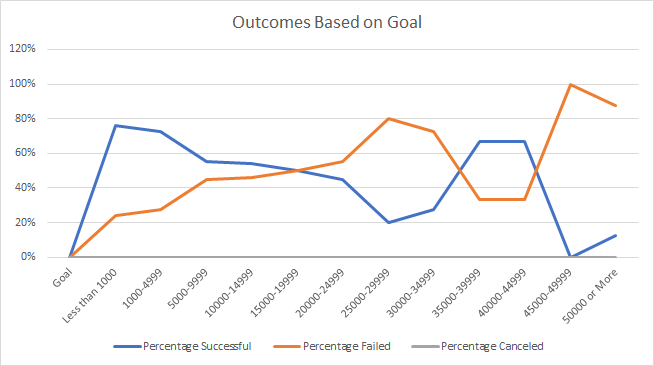 Outcomes Based on Goal
120%
100%
80%
60%
40%
20%
0%
Goal
Less than 1000
1000-4999
5000-9999
10000-14999
15000-19999
20000-24999
25000-29999
30000-34999
35000-39999
40000-44999
45000-49999
50000 or More
Percentage Successful
Percentage Failed
Percentage Canceled